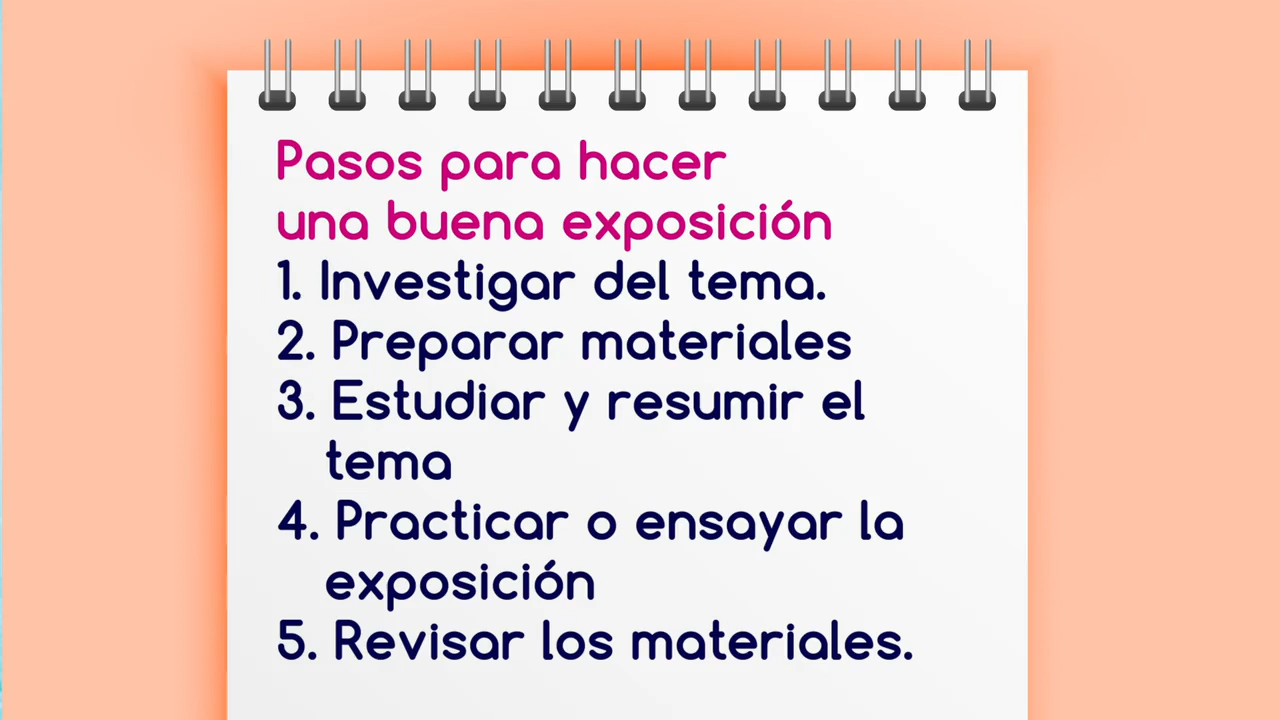 Pasos para hacer
una buena exposición
1. Investigar del tema.
2. Preparar materiales
3. Estudiar y resumir el
tema
4. Practicar o ensayar la
exposición
5. Revisar los materiales.